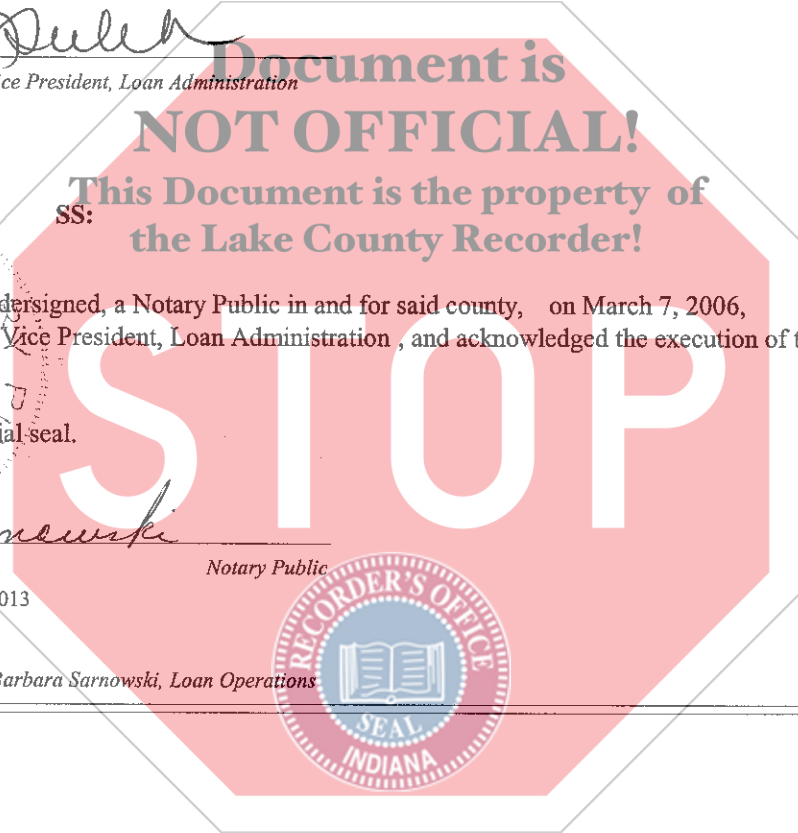 ce President, Loan Administration
Document is
NOT OFFICIAL!
This Document is the property of
SS:
the Lake County Recorder!
dersigned, a Notary Public in and for said county, on March 7, 2006,
Vice President, Loan Administration , and acknowledged the execution of t
ial seal.
STOP
Notary Public
013
Barbara Sarnowski, Loan Operations
RECORDER'S OFFICE
SEAL
INDIANA